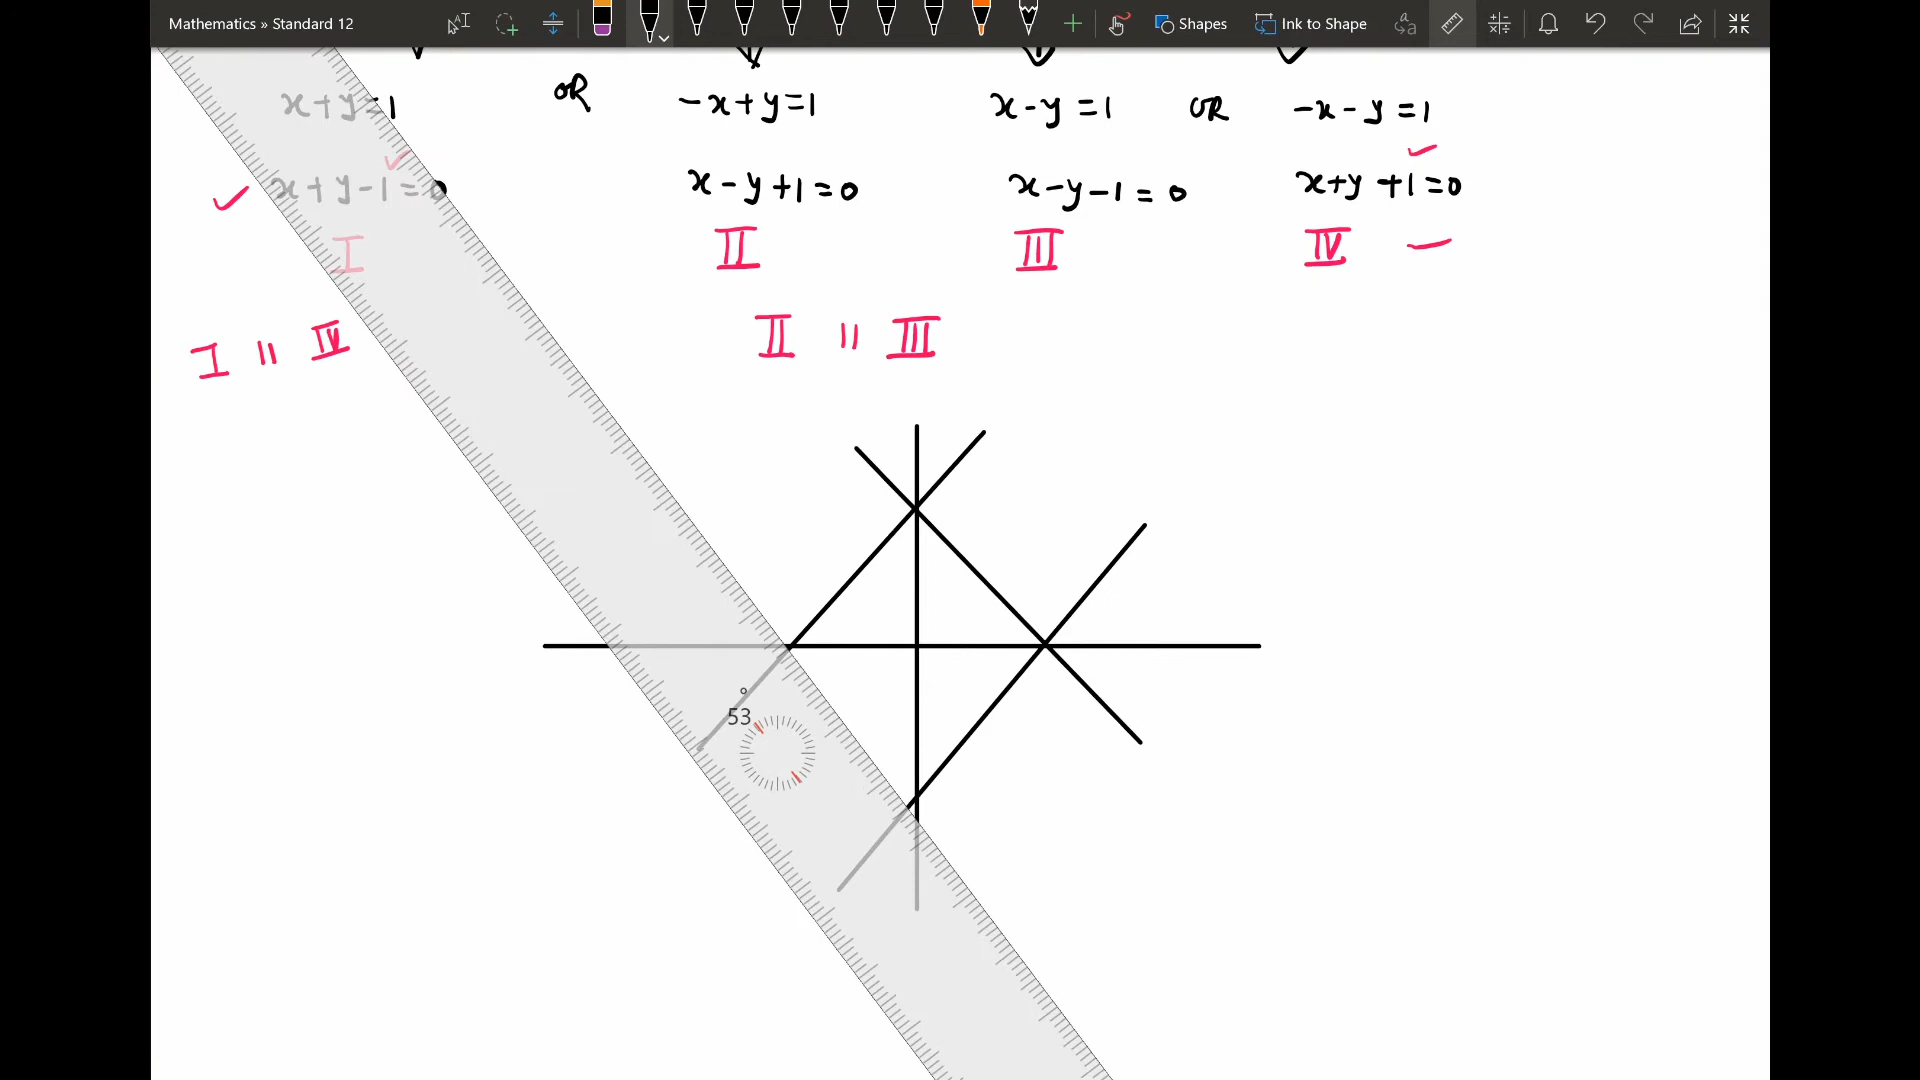 Mathematics » Standard 12
Shapes
Ink to Shape
x+y=1 OR -x+y=1 x-y=1 OR -x-y=1
x+y-1=0 x-y+1=0 x-y-1=0 x+y+1=0
I II III IV
I || IV II || III
53°